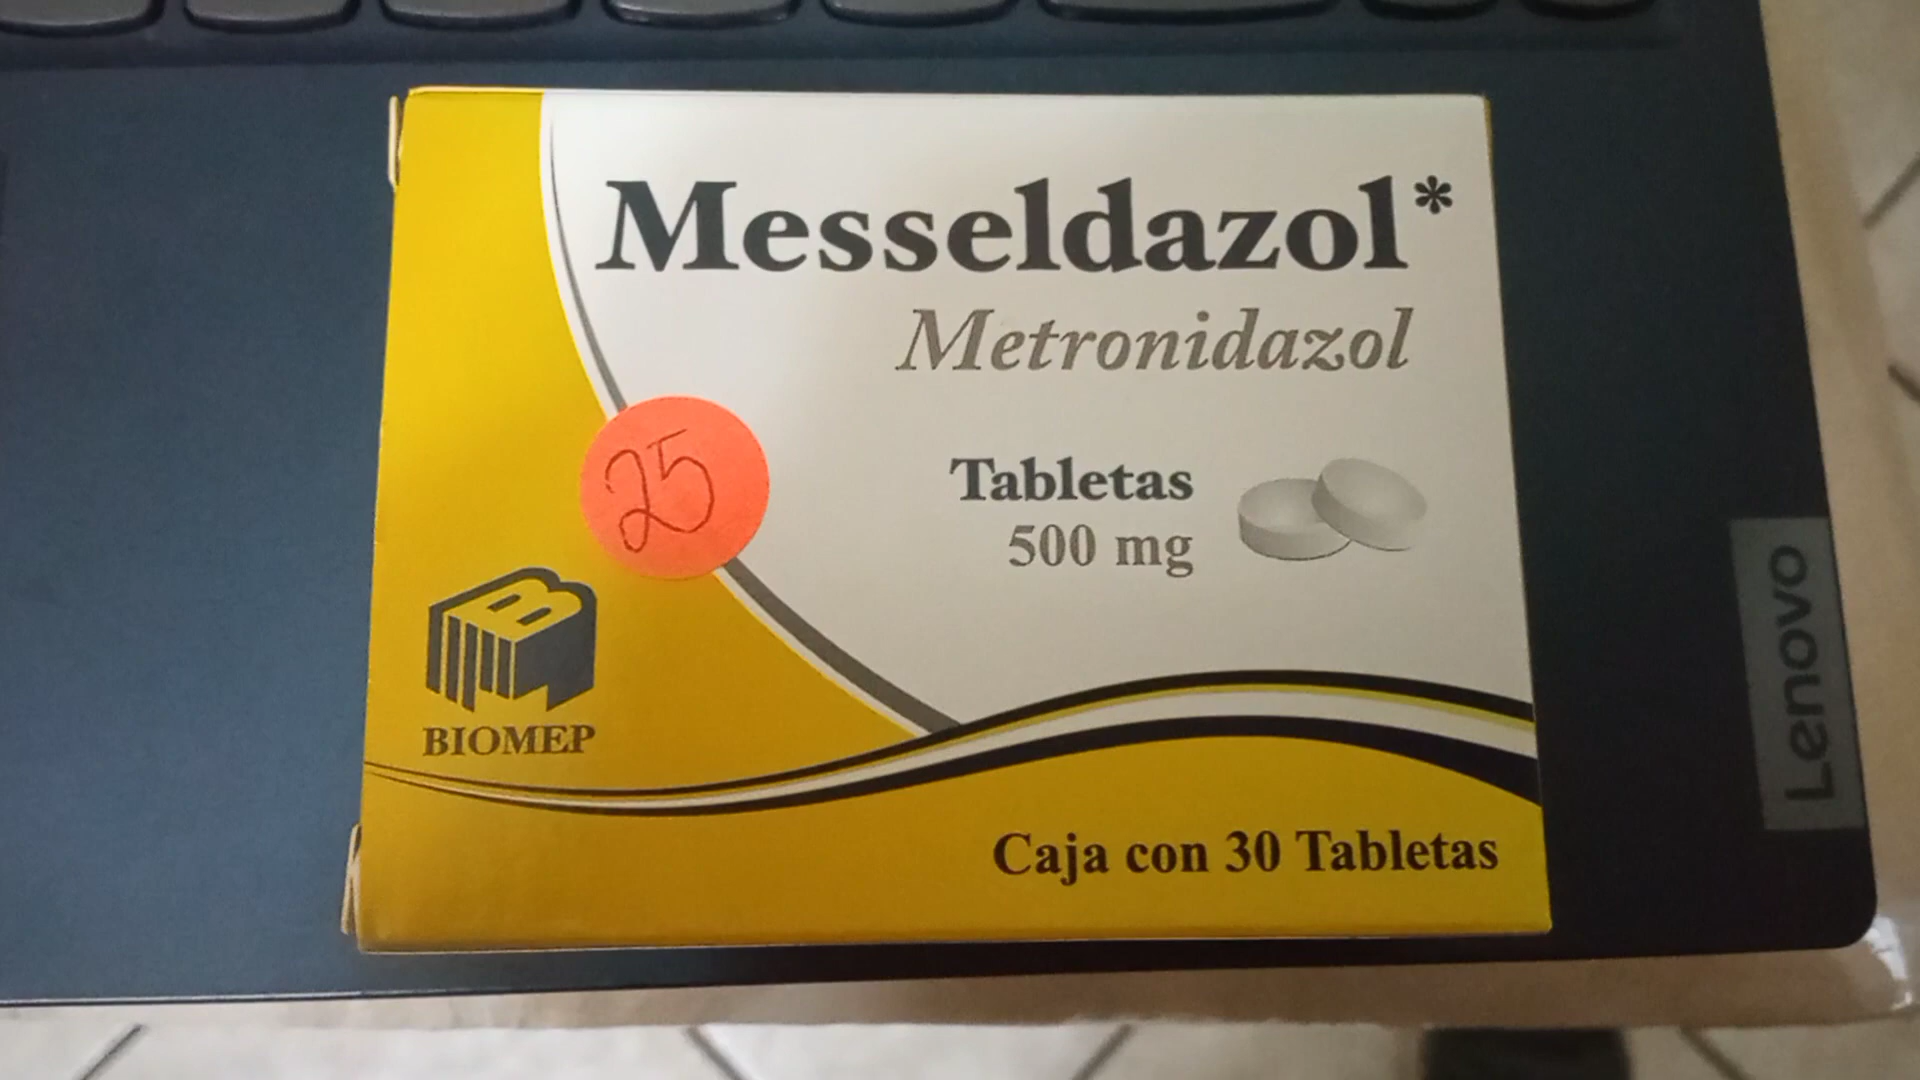 Messeldazol*
Metronidazol
Tabletas
500 mg
25
BIOMEP
Caja con 30 Tabletas
Lenovo